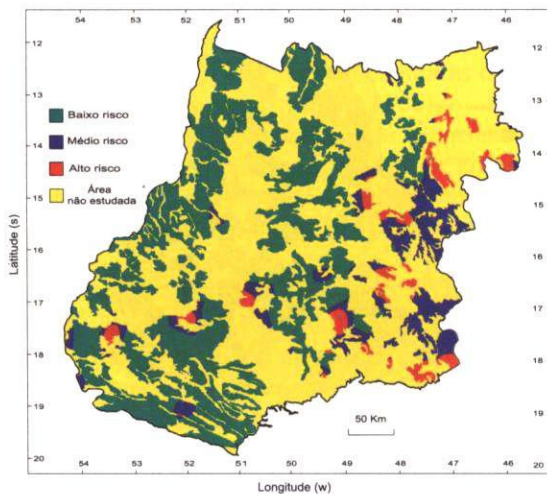 54 53 52 51 50 49 48 47 46
12 12
13 13
14 14
15 15
16 16
17 17
18 18
19 19
20 20
Baixo risco
Médio risco
Alto risco
Área
não estudada
Latitude (s)
50 Km
54 53 52 51 50 49 48 47 46
Longitude (w)